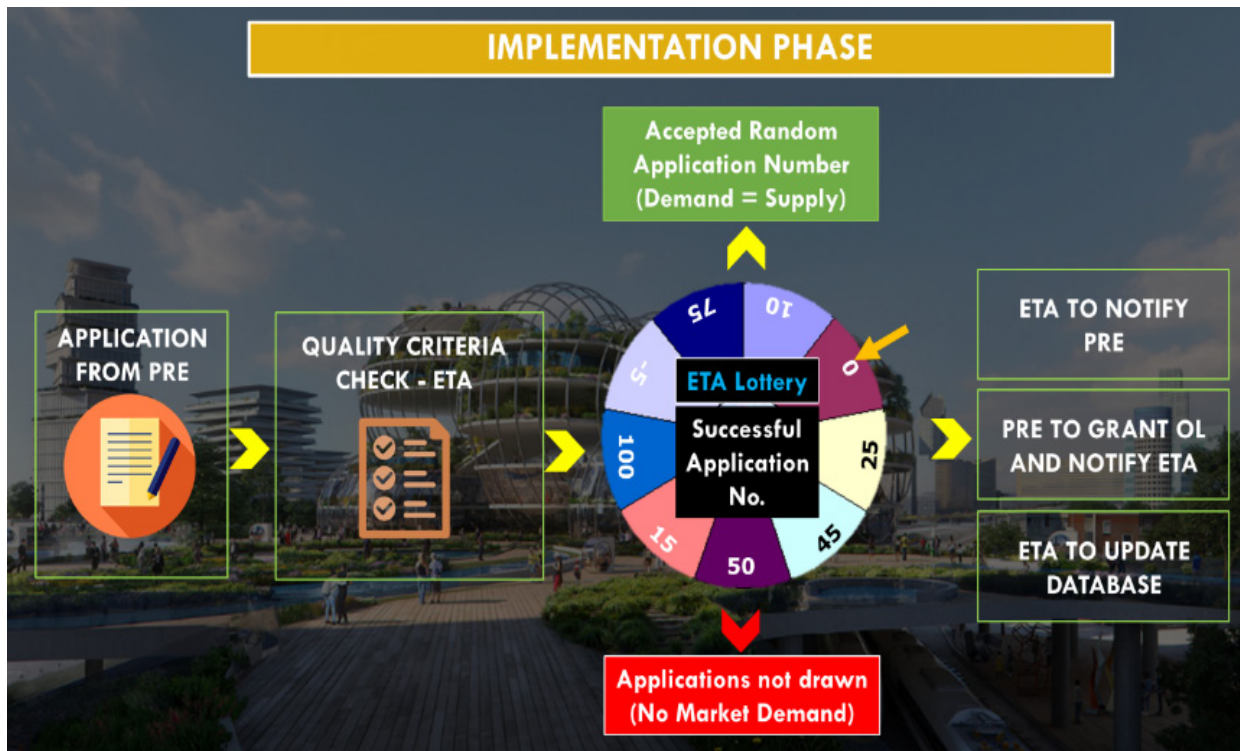 IMPLEMENTATION PHASE
Accepted Random
Application Number
(Demand = Supply)
APPLICATION
FROM PRE
QUALITY CRITERIA
CHECK - ETA
75
10
0
25
45
50
15
100
-5
ETA Lottery
Successful
Application
No.
ETA TO NOTIFY
PRE
PRE TO GRANT OL
AND NOTIFY ETA
ETA TO UPDATE
DATABASE
Applications not drawn
(No Market Demand)